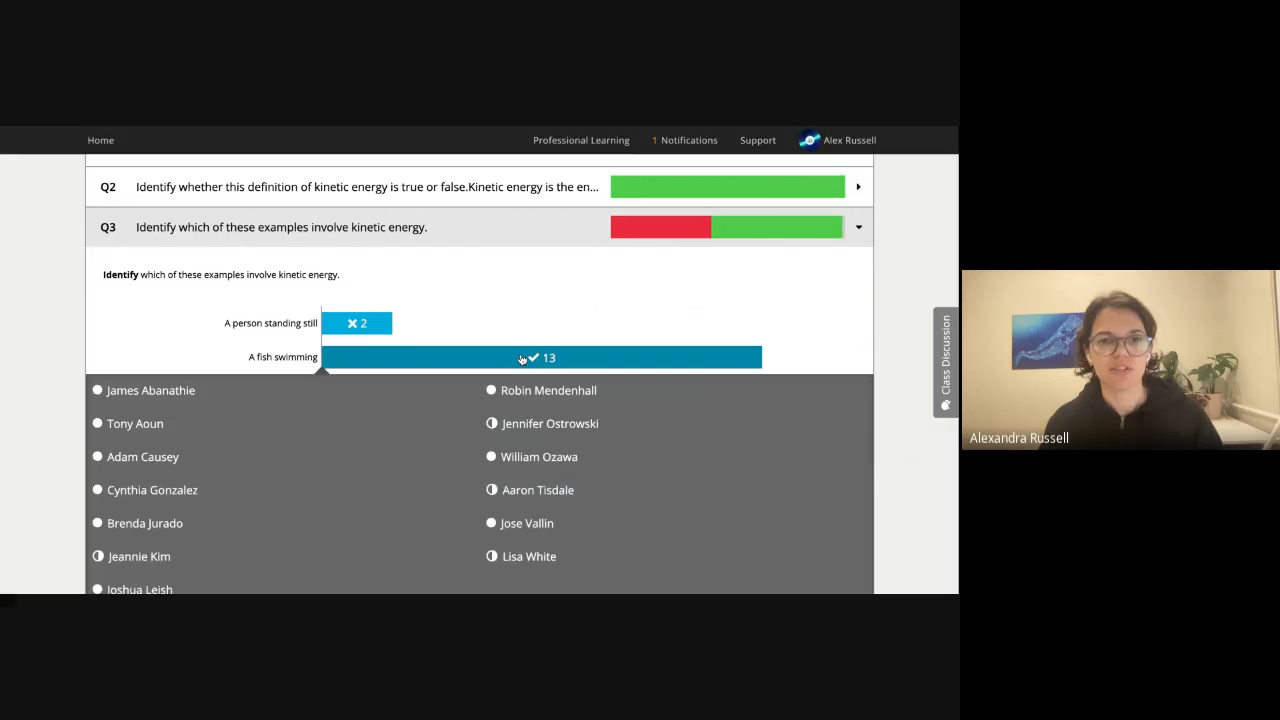 Home Professional Learning 1 Notifications Support Alex Russell
Q2 Identify whether this definition of kinetic energy is true or false.Kinetic energy is the en...
Q3 Identify which of these examples involve kinetic energy.
Identify which of these examples involve kinetic energy.
A person standing still 2
A fish swimming 13
James Abanathie Robin Mendenhall
Tony Aoun Jennifer Ostrowski
Adam Causey William Ozawa
Cynthia Gonzalez Aaron Tisdale
Brenda Jurado Jose Vallin
Jeannie Kim Lisa White
Joshua Leish
Class Discussion
Alexandra Russell